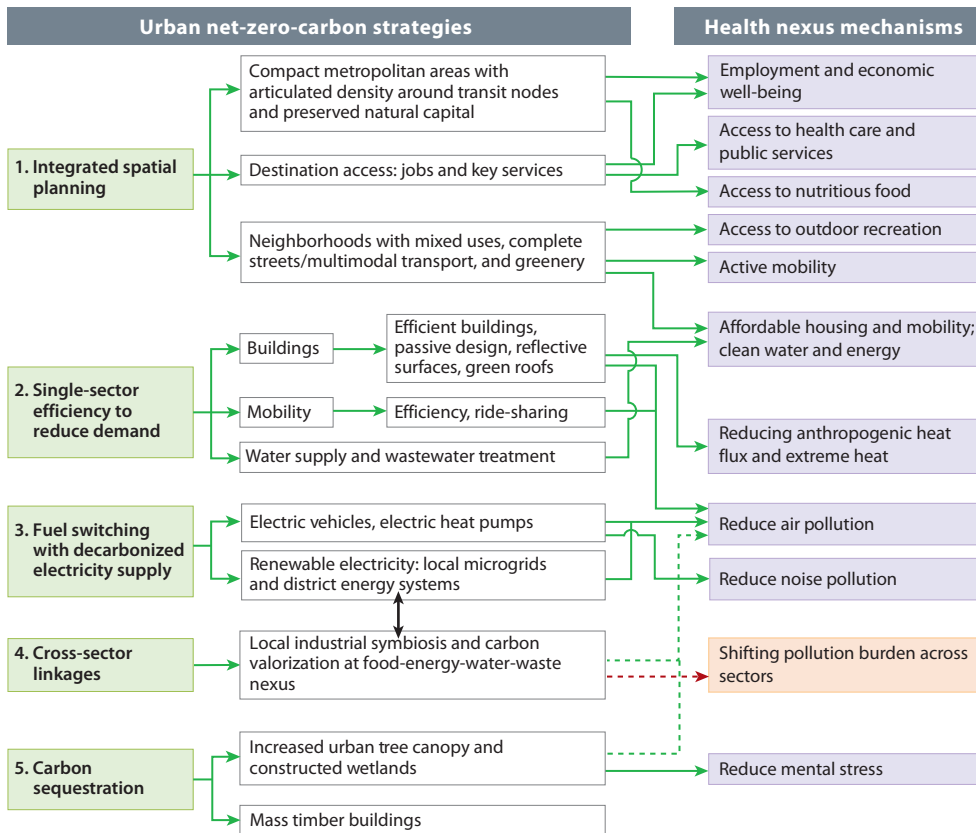 Urban net-zero-carbon strategies
Health nexus mechanisms
1. Integrated spatial
planning
Compact metropolitan areas with
articulated density around transit nodes
and preserved natural capital
Destination access: jobs and key services
Neighborhoods with mixed uses, complete
streets/multimodal transport, and greenery
Employment and economic
well-being
Access to health care and
public services
Access to nutritious food
Access to outdoor recreation
Active mobility
Affordable housing and mobility;
clean water and energy
2. Single-sector
efficiency to
reduce demand
Buildings
Efficient buildings,
passive design, reflective
surfaces, green roofs
Mobility
Efficiency, ride-sharing
Water supply and wastewater treatment
Reducing anthropogenic heat
flux and extreme heat
3. Fuel switching
with decarbonized
electricity supply
Electric vehicles, electric heat pumps
Renewable electricity: local microgrids
and district energy systems
Reduce air pollution
Reduce noise pollution
4. Cross-sector
linkages
Local industrial symbiosis and carbon
valorization at food-energy-water-waste
nexus
Shifting pollution burden across
sectors
5. Carbon
sequestration
Increased urban tree canopy and
constructed wetlands
Mass timber buildings
Reduce mental stress